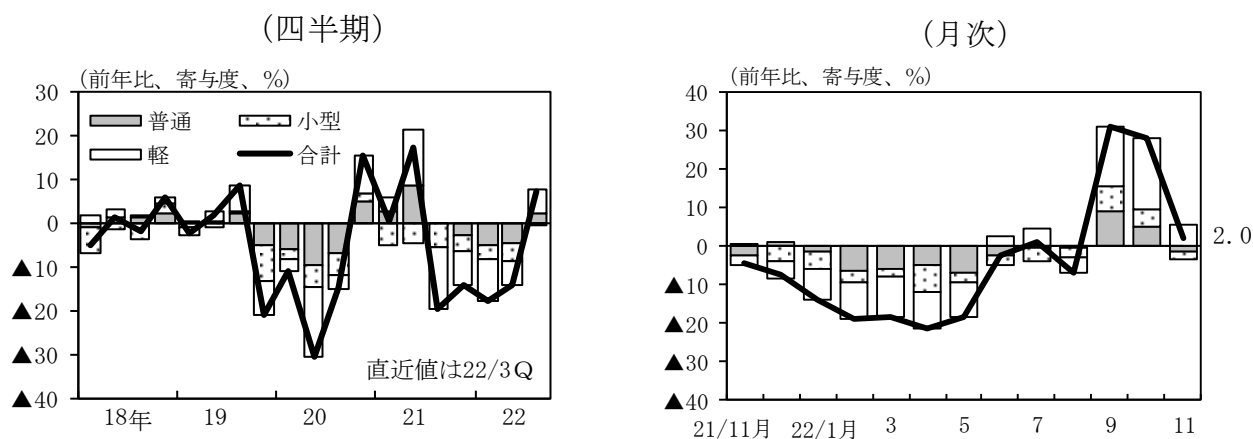 (四半期)
(前年比、寄与度、%)
30
20
10
0
▲10
▲20
▲30
▲40
普通
小型
軽
合計
直近値は22/3Q
18年
19
20
21
22
(月次)
(前年比、寄与度、%)
40
30
20
10
0
▲10
▲20
▲30
▲40
2.0
21/11月
22/1月
3
5
7
9
11